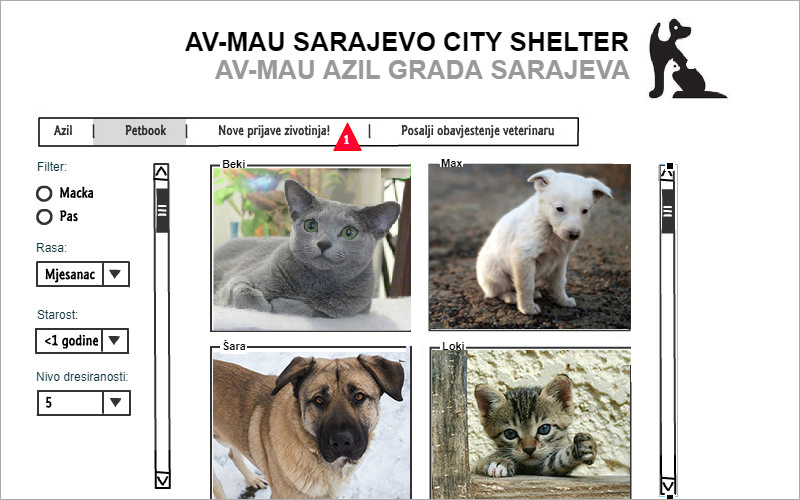 AV-MAU SARAJEVO CITY SHELTER
AV-MAU AZIL GRADA SARAJEVA
Azil | Petbook | Nove prijave zivotinja! 1 | Posalji obavjestenje veterinaru
Filter:
Macka
Pas
Rasa:
Mjesanac
Starost:
<1 godine
Nivo dresiranosti:
5
Beki
Max
Šara
Loki